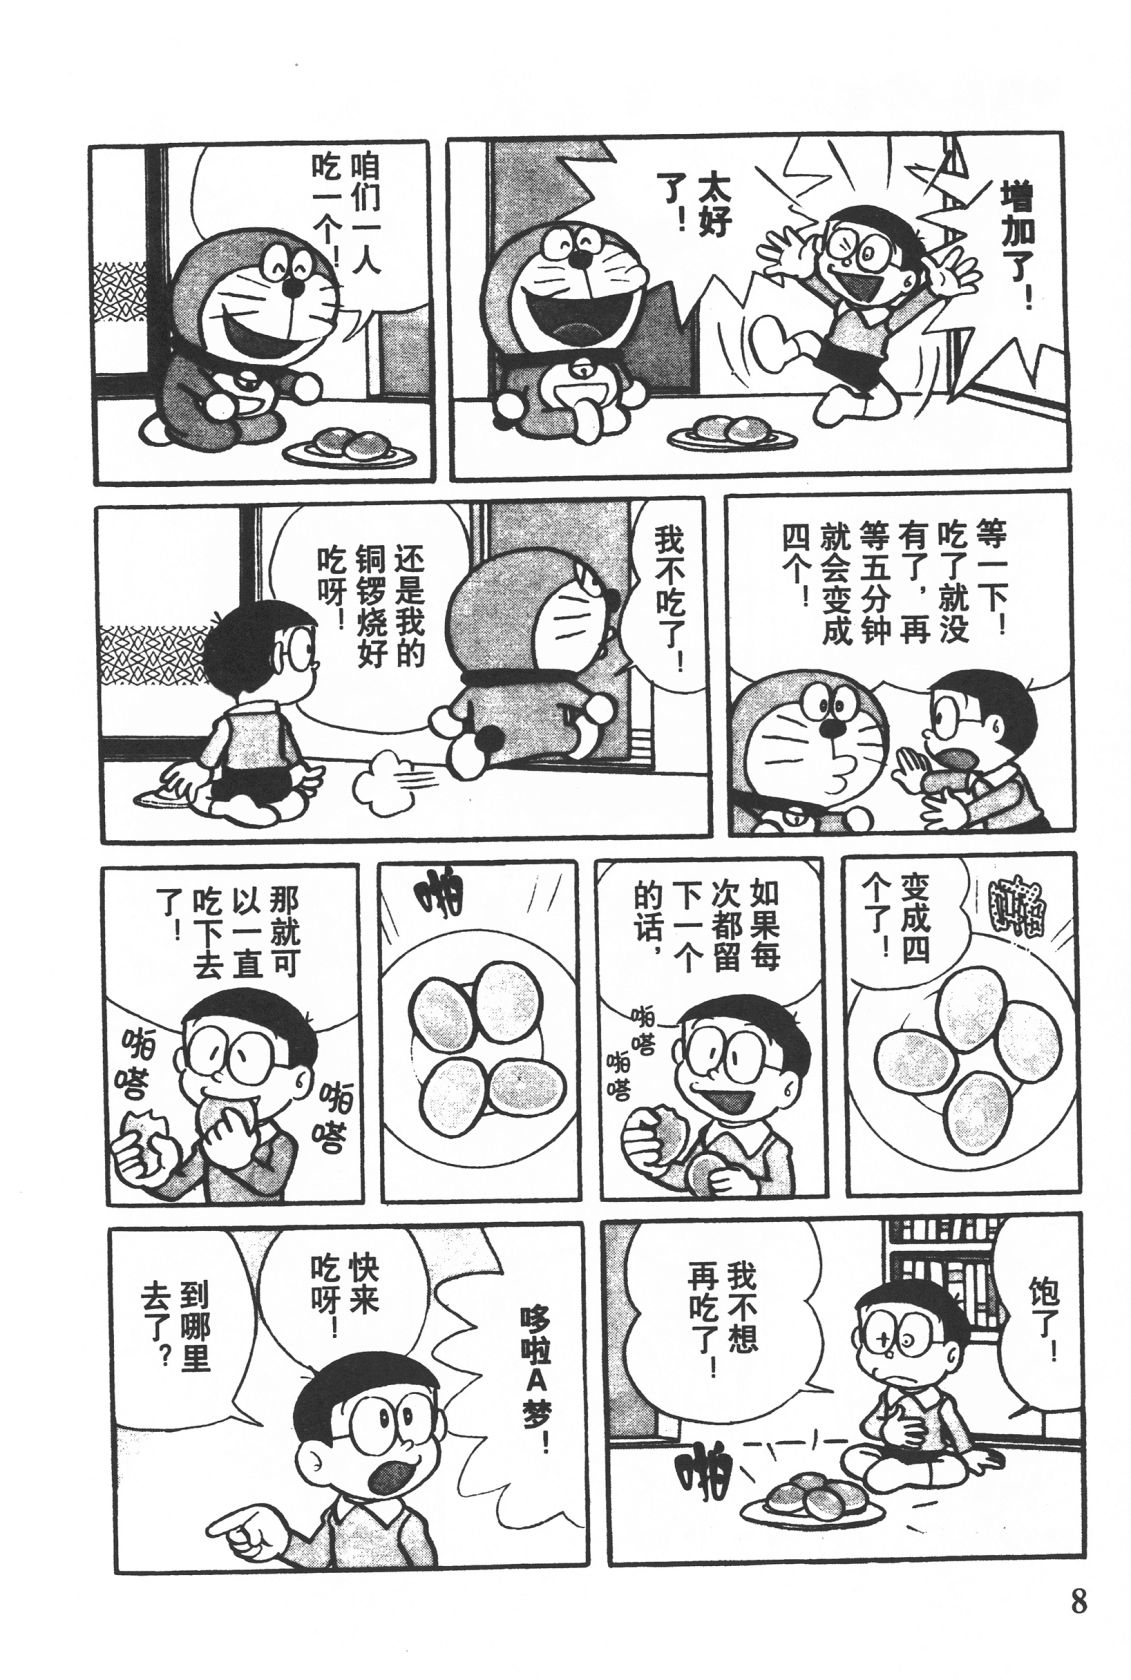 增加了！
太好
了！
咱们一人
吃一个！
等一下！
吃了就没
有了，再
等五分钟
就会变成
四个！
我不吃了！
还是我的
铜锣烧好
吃呀！
变成四
个了！
啪
如果每
次都留
下一个
的话，
啪嗒
啪嗒
啪
那就可
以一直
吃下去
了！
啪嗒
啪嗒
饱了！
我不想
再吃了！
啪
哆啦A梦！
快来
吃呀！
到哪里
去了？
8